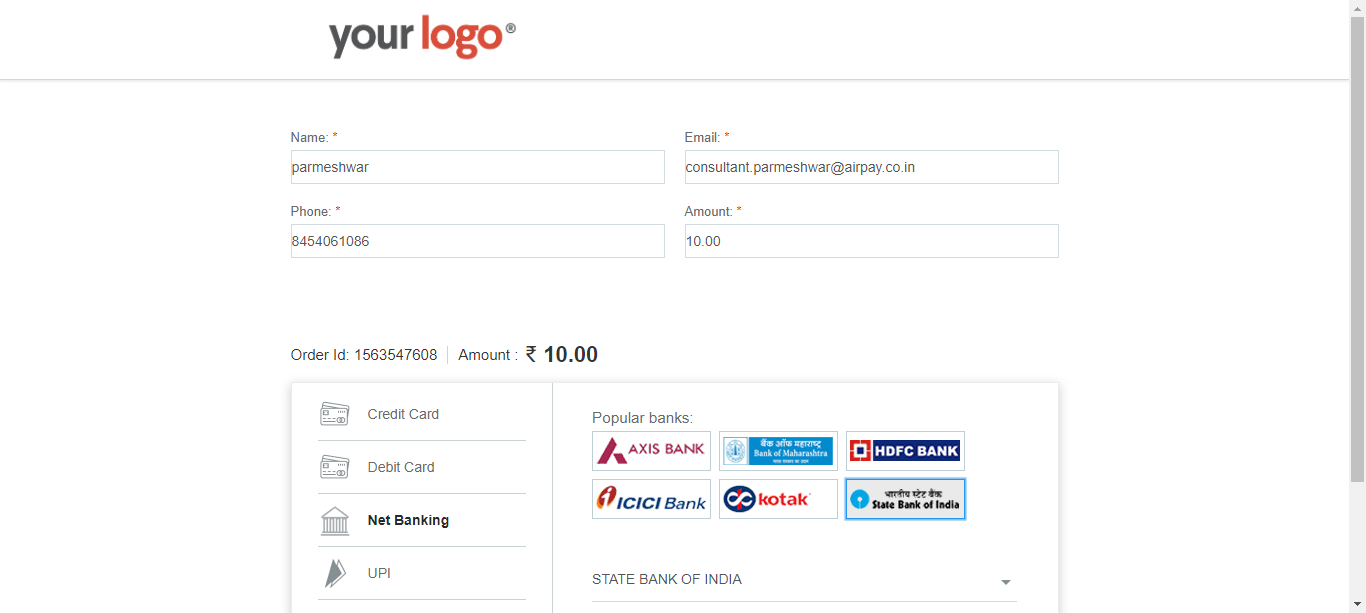 your logo®
Name: *
Email: *
parmeshwar
consultant.parmeshwar@airpay.co.in
Phone: *
Amount: *
8454061086
10.00
Order Id: 1563547608 Amount : ₹ 10.00
Credit Card
Debit Card
Net Banking
UPI
Popular banks:
AXIS BANK
बैंक ऑफ महाराष्ट्र
Bank of Maharashtra
HDFC BANK
ICICI Bank
kotak
भारतीय स्टेट बैंक
State Bank of India
STATE BANK OF INDIA